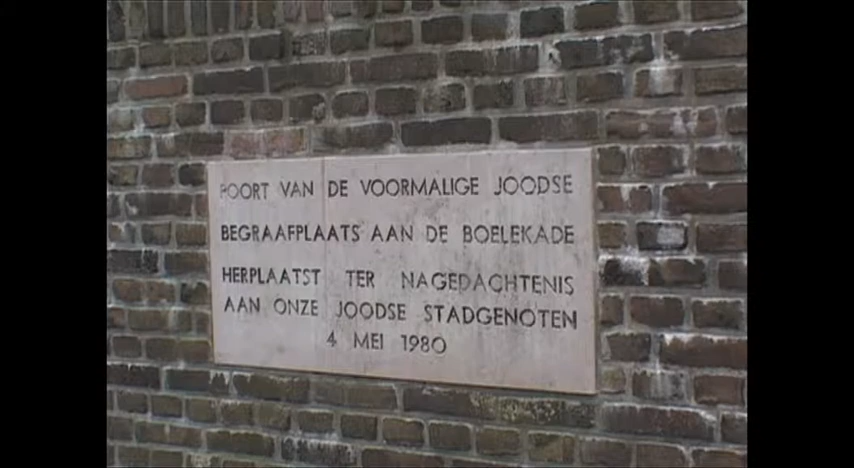 POORT VAN DE VOORMALIGE JOODSE
BEGRAAFPLAATS AAN DE BOELEKADE
HERPLAATST TER NAGEDACHTENIS
AAN ONZE JOODSE STADGENOTEN
4 MEI 1980